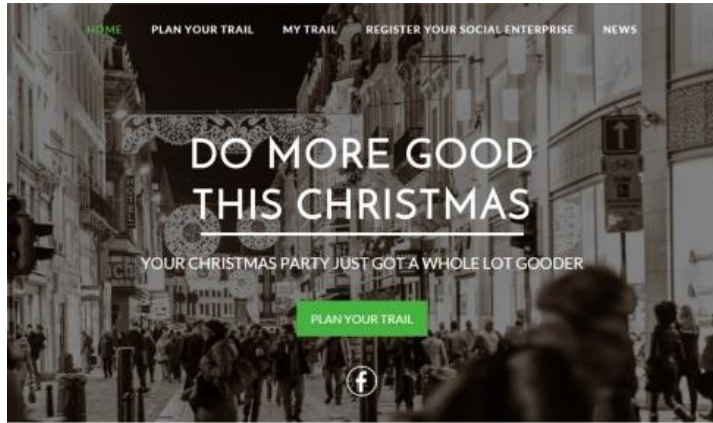 HOME PLAN YOUR TRAIL MY TRAIL REGISTER YOUR SOCIAL ENTERPRISE NEWS
DO MORE GOOD
THIS CHRISTMAS
YOUR CHRISTMAS PARTY JUST GOT A WHOLE LOT GOODER
PLAN YOUR TRAIL
f